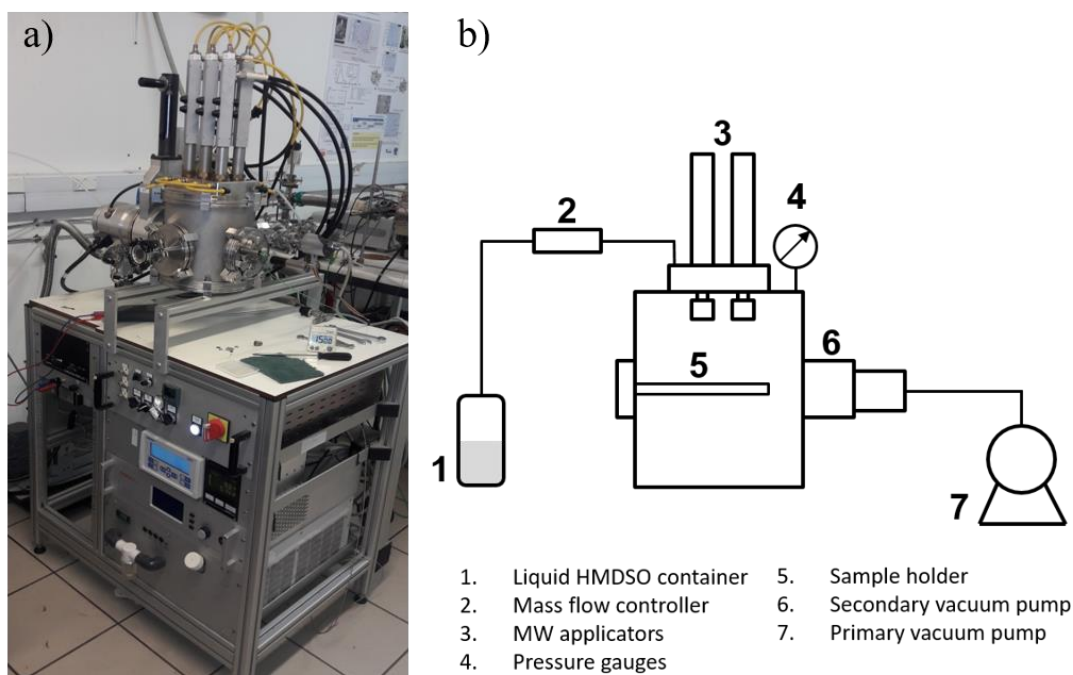 a)
b)
3
4
2
6
5
1
7
1. Liquid HMDSO container
2. Mass flow controller
3. MW applicators
4. Pressure gauges
5. Sample holder
6. Secondary vacuum pump
7. Primary vacuum pump